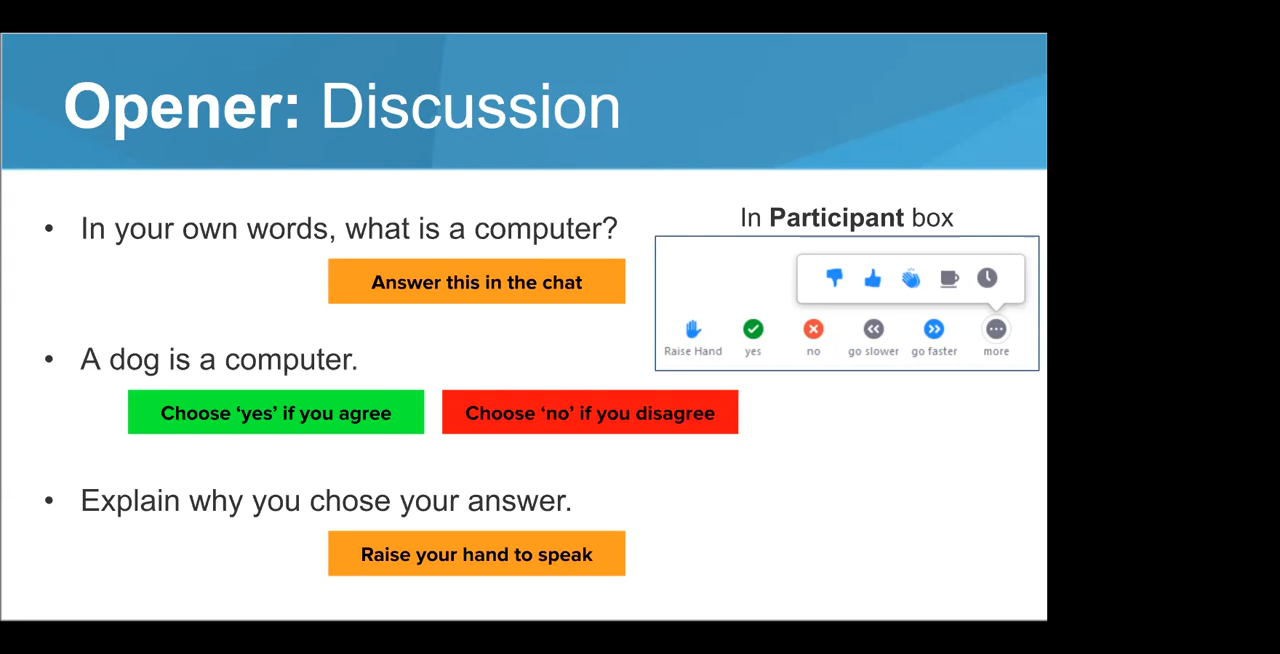 Opener: Discussion
• In your own words, what is a computer?
Answer this in the chat
• A dog is a computer.
Choose ‘yes’ if you agree
Choose ‘no’ if you disagree
• Explain why you chose your answer.
Raise your hand to speak
In Participant box
Raise Hand yes no go slower go faster more